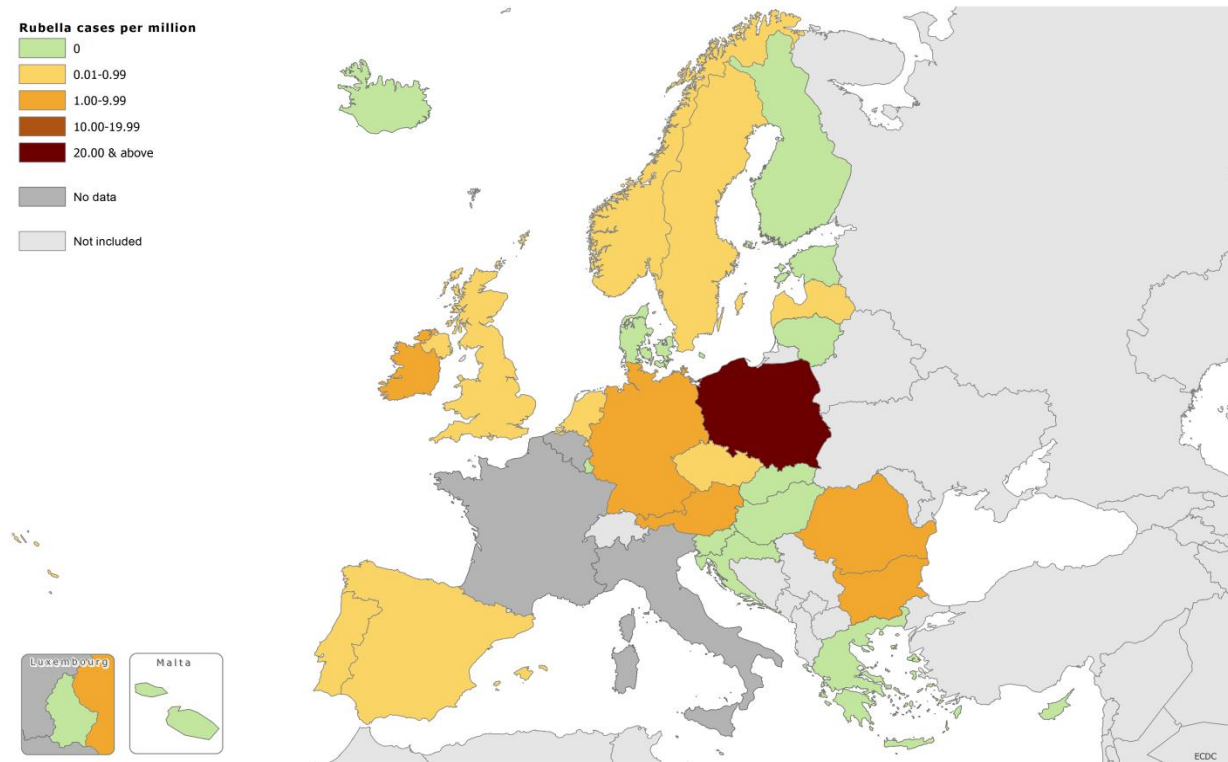 Rubella cases per million
0
0.01-0.99
1.00-9.99
10.00-19.99
20.00 & above
No data
Not included
Luxembourg
Malta
ECDC